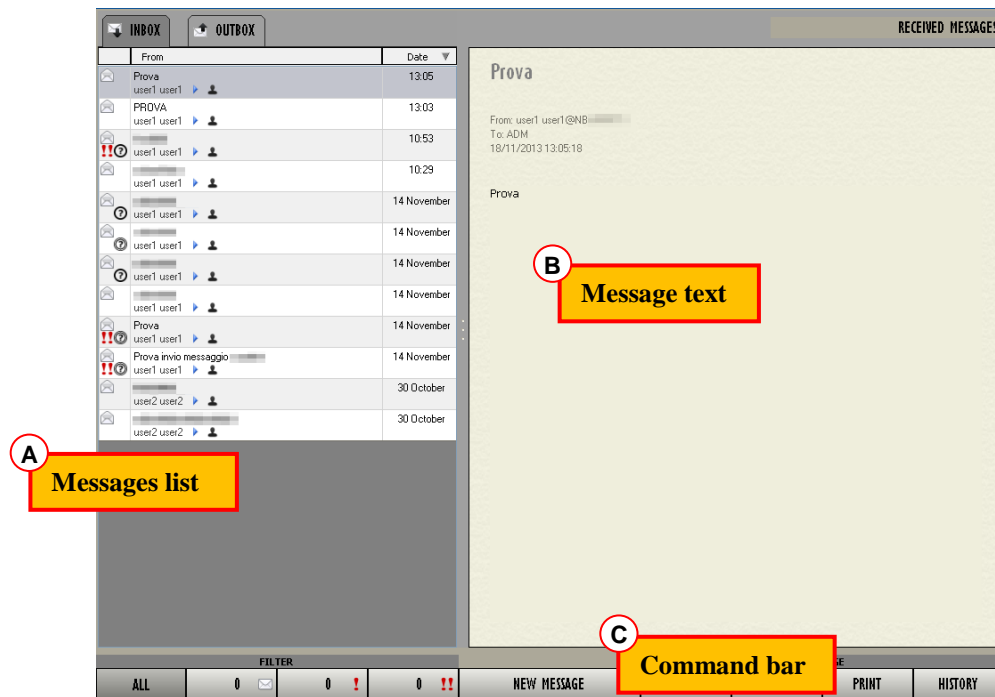 INBOX OUTBOX RECEIVED MESSAGES
From Date
Prova 13:05
user1 user1
PROVA 13:03
user1 user1
10:53
!! ? user1 user1
10:29
user1 user1
14 November
? user1 user1
14 November
? user1 user1
14 November
? user1 user1
14 November
user1 user1
Prova 14 November
!! ? user1 user1
Prova invio messaggio 14 November
!! ? user1 user1
30 October
user2 user2
30 October
user2 user2
A
Messages list
Prova
From: user1 user1@NB
To: ADM
18/11/2013 13:05:18
Prova
B
Message text
C
Command bar
FILTER
ALL 0 0 ! 0 !! NEW MESSAGE PRINT HISTORY